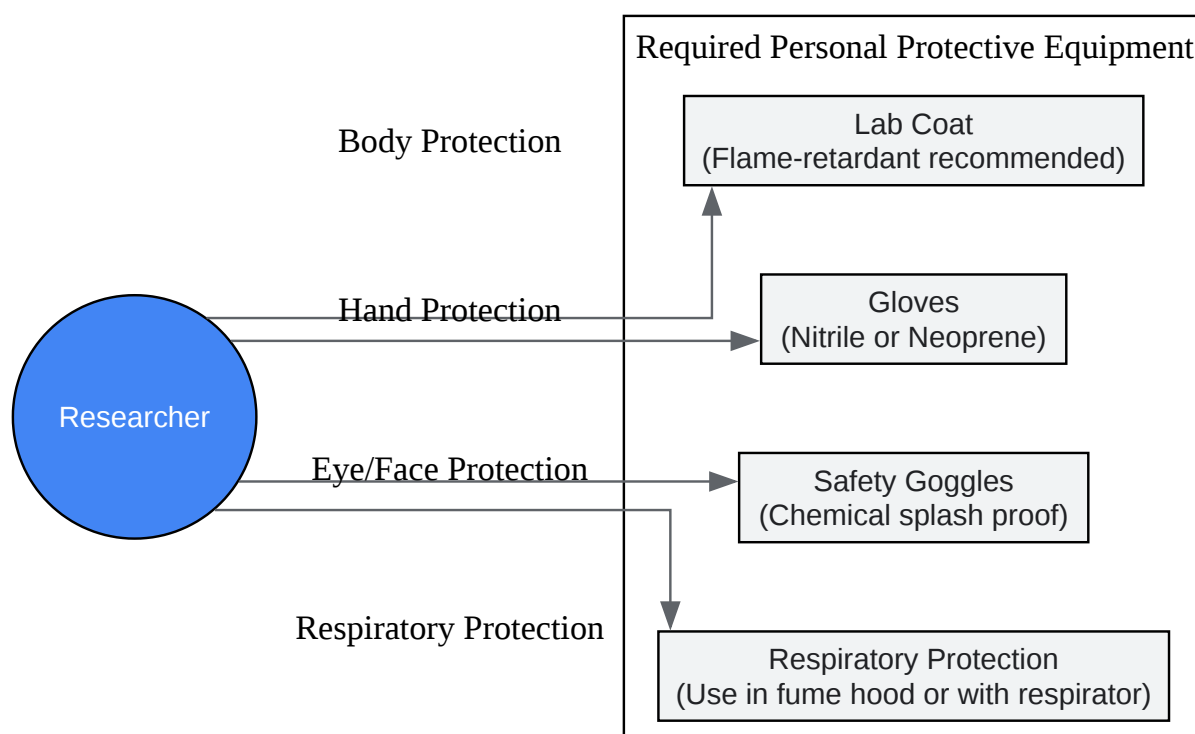 Required Personal Protective Equipment
Body Protection
Lab Coat
(Flame-retardant recommended)
Hand Protection
Gloves
(Nitrile or Neoprene)
Researcher
Eye/Face Protection
Safety Goggles
(Chemical splash proof)
Respiratory Protection
Respiratory Protection
(Use in fume hood or with respirator)